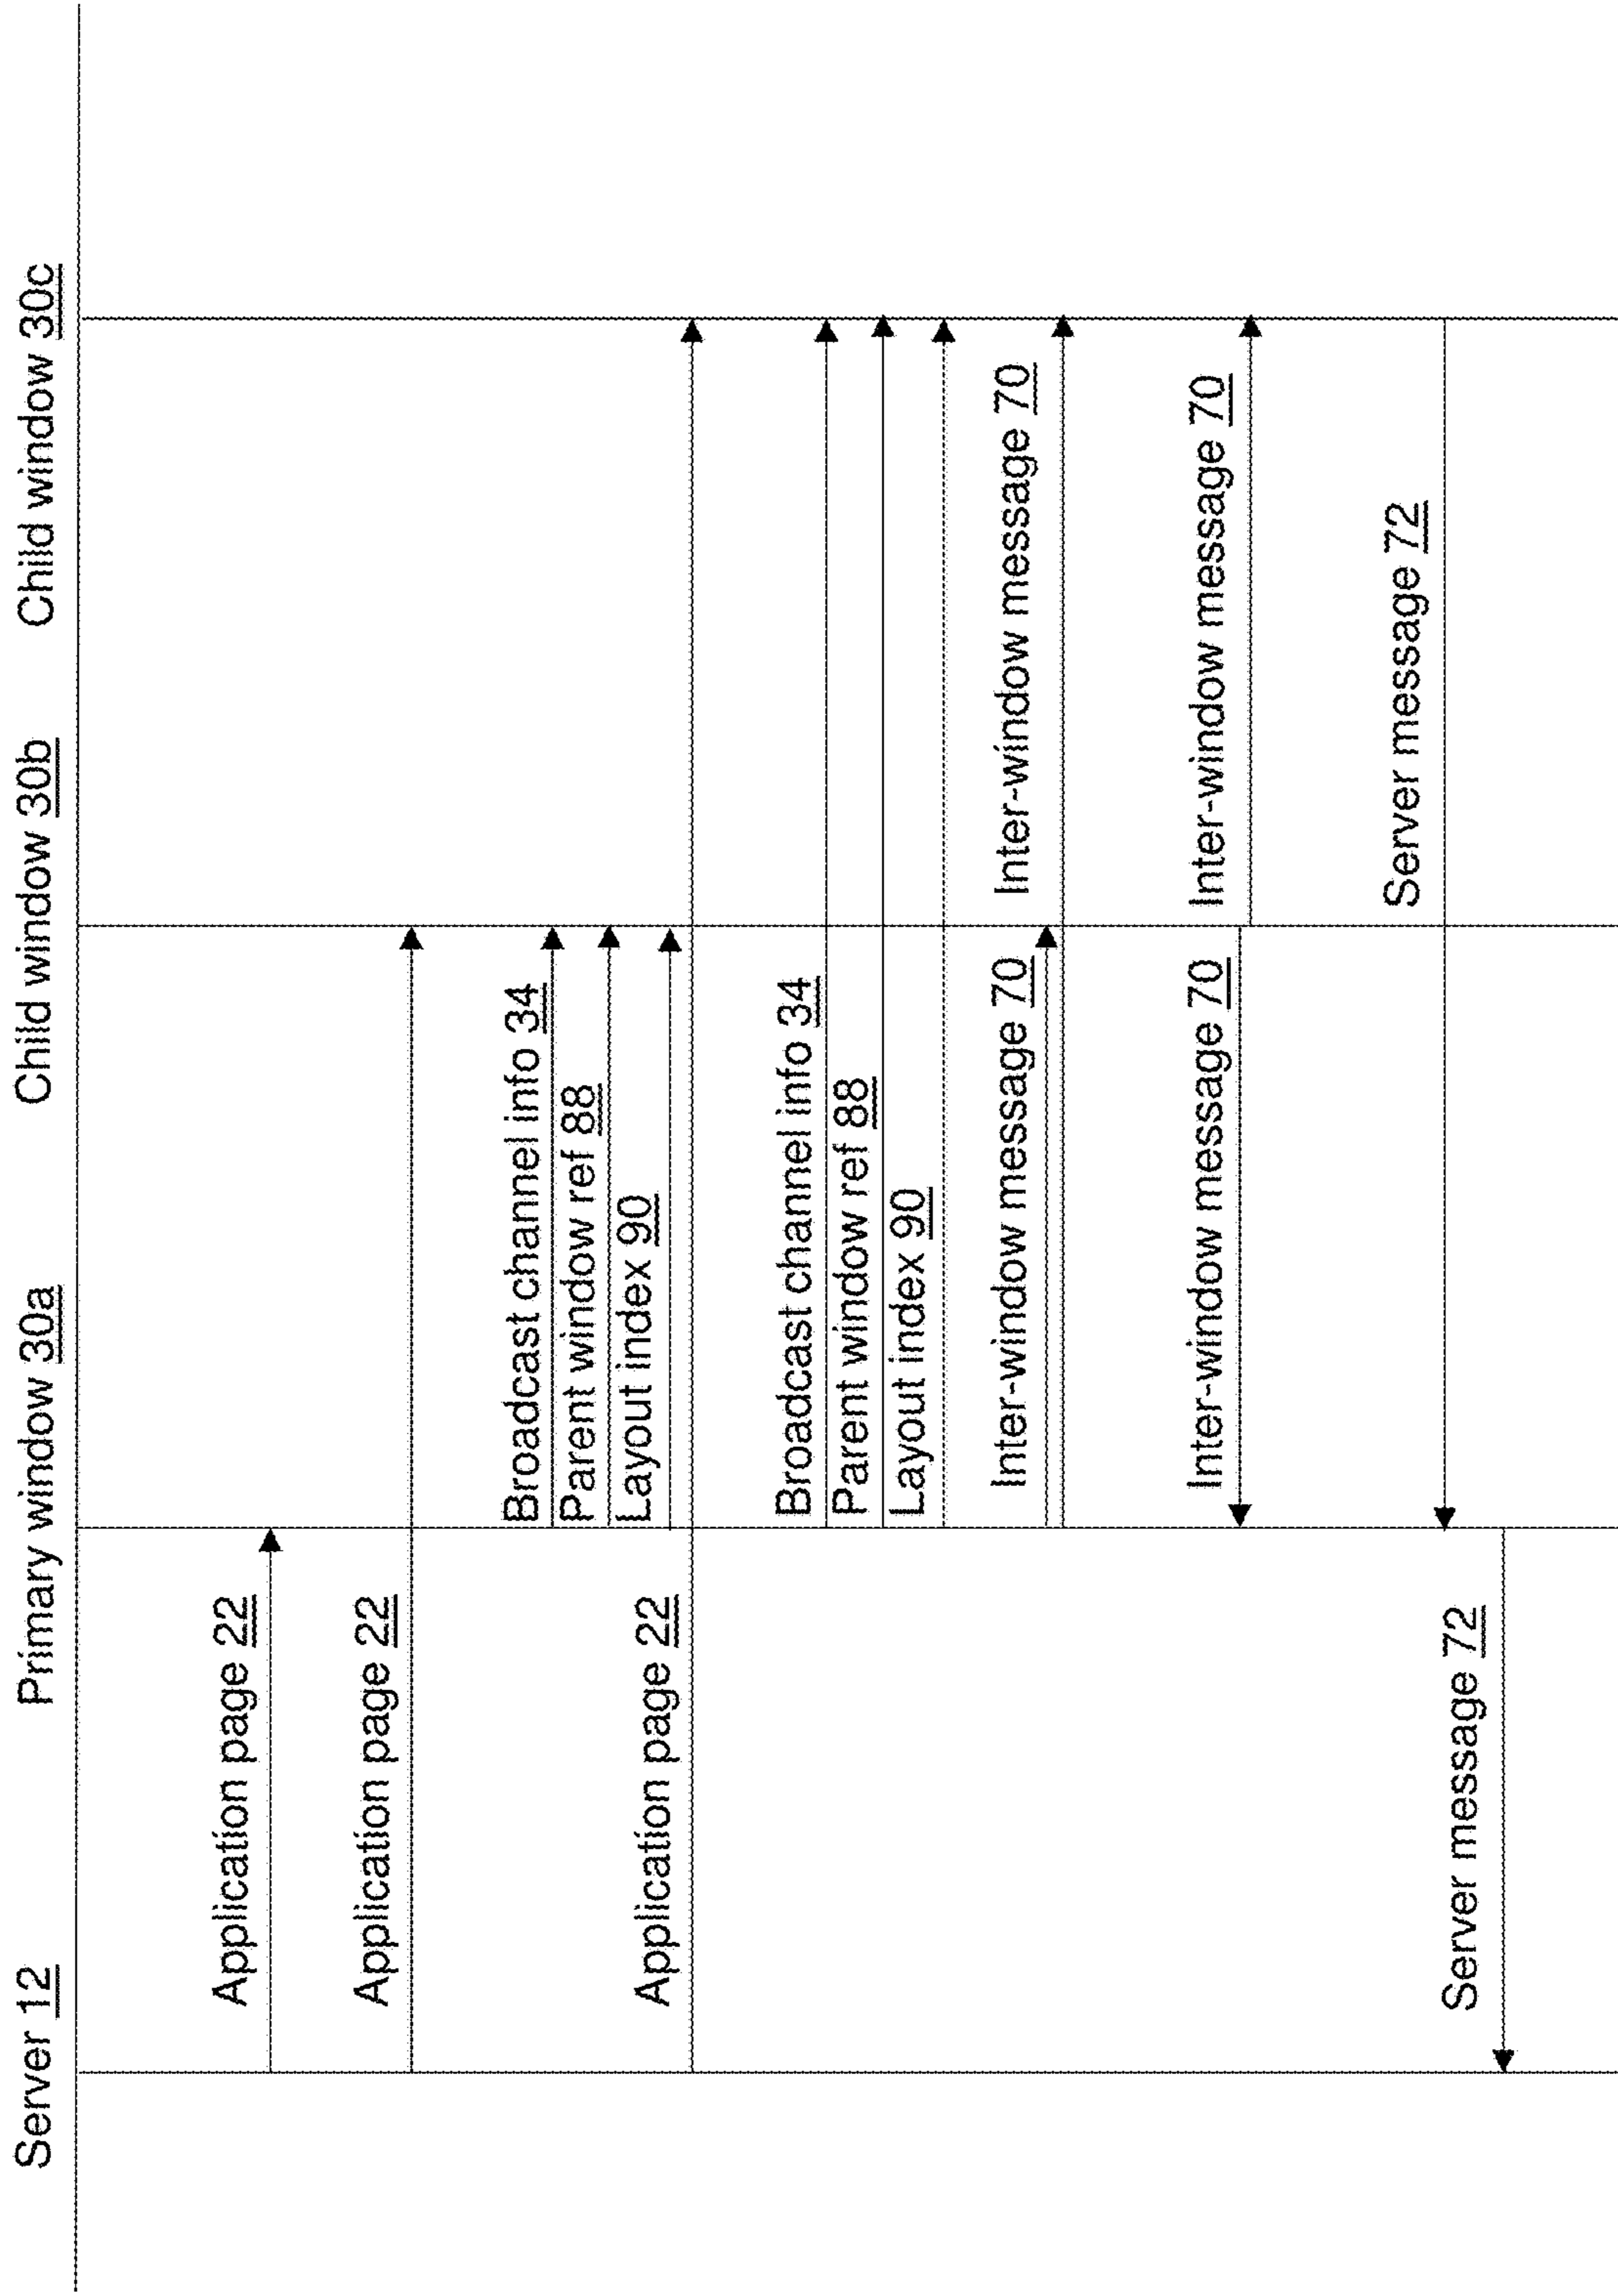 Server 12
Primary window 30a
Child window 30b
Child window 30c
Application page 22
Application page 22
Broadcast channel info 34
Parent window ref 88
Layout index 90
Application page 22
Broadcast channel info 34
Parent window ref 88
Layout index 90
Inter-window message 70
Inter-window message 70
Inter-window message 70
Inter-window message 70
Server message 72
Server message 72